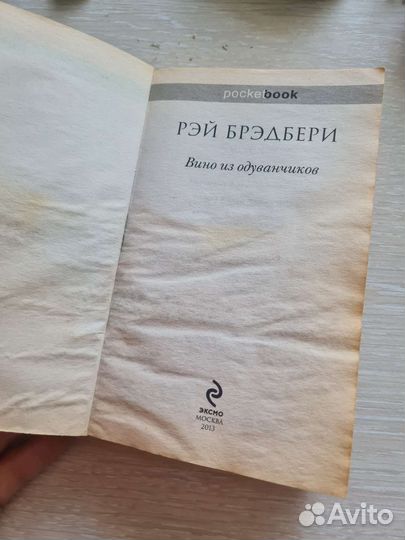 pocketbook
РЭЙ БРЭДБЕРИ
Вино из одуванчиков
ЭКСМО
МОСКВА
2013
Avito